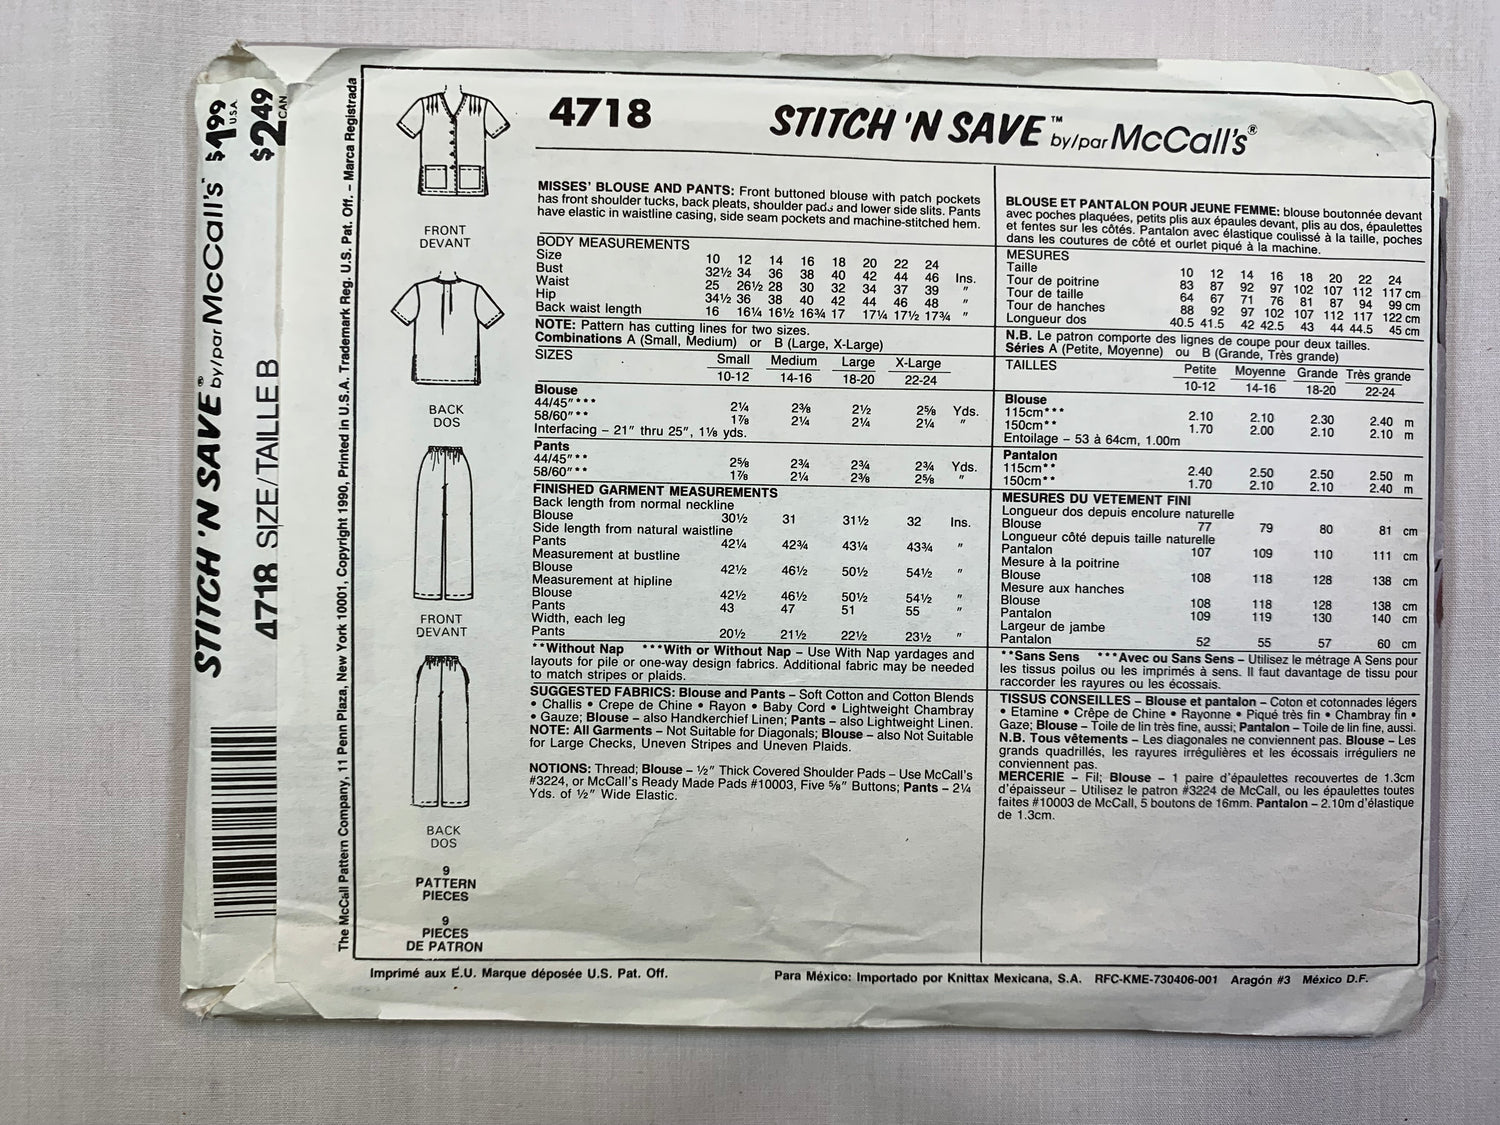 STITCH 'N SAVE® by/par McCall's™ $1.99 U.S.A.
4718 SIZE/TAILLE B $2.49 CAN
The McCall Pattern Company, 11 Penn Plaza, New York 10001, Copyright 1990, Printed in U.S.A. Trademark Reg. U.S. Pat. Off. – Marca Registrada
FRONT
DEVANT
BACK
DOS
FRONT
DEVANT
BACK
DOS
9
PATTERN
PIECES
9
PIECES
DE PATRON
4718 STITCH 'N SAVE™ by/par McCall's®
MISSES' BLOUSE AND PANTS: Front buttoned blouse with patch pockets
has front shoulder tucks, back pleats, shoulder pads and lower side slits. Pants
have elastic in waistline casing, side seam pockets and machine-stitched hem.
BODY MEASUREMENTS
Size 10 12 14 16 18 20 22 24
Bust 32½ 34 36 38 40 42 44 46 Ins.
Waist 25 26½ 28 30 32 34 37 39 "
Hip 34½ 36 38 40 42 44 46 48 "
Back waist length 16 16¼ 16½ 16¾ 17 17¼ 17½ 17¾ "
NOTE: Pattern has cutting lines for two sizes.
Combinations A (Small, Medium) or B (Large, X-Large)
SIZES Small Medium Large X-Large
10-12 14-16 18-20 22-24
Blouse
44/45"*** 2¼ 2⅜ 2½ 2⅝ Yds.
58/60"** 1⅞ 2¼ 2¼ 2¼ "
Interfacing – 21" thru 25", 1⅛ yds.
Pants
44/45"** 2⅝ 2¾ 2¾ 2¾ Yds.
58/60"** 1⅞ 2¼ 2⅜ 2⅝ "
FINISHED GARMENT MEASUREMENTS
Back length from normal neckline
Blouse 30½ 31 31½ 32 Ins.
Side length from natural waistline
Pants 42¼ 42¾ 43¼ 43¾ "
Measurement at bustline
Blouse 42½ 46½ 50½ 54½ "
Measurement at hipline
Blouse 42½ 46½ 50½ 54½ "
Pants 43 47 51 55 "
Width, each leg
Pants 20½ 21½ 22½ 23½ "
**Without Nap ***With or Without Nap – Use With Nap yardages and
layouts for pile or one-way design fabrics. Additional fabric may be needed
to match stripes or plaids.
SUGGESTED FABRICS: Blouse and Pants – Soft Cotton and Cotton Blends
• Challis • Crepe de Chine • Rayon • Baby Cord • Lightweight Chambray
• Gauze; Blouse – also Handkerchief Linen; Pants – also Lightweight Linen.
NOTE: All Garments – Not Suitable for Diagonals; Blouse – also Not Suitable
for Large Checks, Uneven Stripes and Uneven Plaids.
NOTIONS: Thread; Blouse – ½" Thick Covered Shoulder Pads – Use McCall's
#3224, or McCall's Ready Made Pads #10003, Five ⅝" Buttons; Pants – 2¼
Yds. of ½" Wide Elastic.
BLOUSE ET PANTALON POUR JEUNE FEMME: blouse boutonnée devant
avec poches plaquées, petits plis aux épaules devant, plis au dos, épaulettes
et fentes sur les côtés. Pantalon avec élastique coulissé à la taille, poches
dans les coutures de côté et ourlet piqué à la machine.
MESURES
Taille 10 12 14 16 18 20 22 24
Tour de poitrine 83 87 92 97 102 107 112 117 cm
Tour de taille 64 67 71 76 81 87 94 99 cm
Tour de hanches 88 92 97 102 107 112 117 122 cm
Longueur dos 40.5 41.5 42 42.5 43 44 44.5 45 cm
N.B. Le patron comporte des lignes de coupe pour deux tailles.
Séries A (Petite, Moyenne) ou B (Grande, Très grande)
TAILLES Petite Moyenne Grande Très grande
10-12 14-16 18-20 22-24
Blouse
115cm*** 2.10 2.10 2.30 2.40 m
150cm** 1.70 2.00 2.10 2.10 m
Entoilage – 53 à 64cm, 1.00m
Pantalon
115cm** 2.40 2.50 2.50 2.50 m
150cm** 1.70 2.10 2.10 2.40 m
MESURES DU VETEMENT FINI
Longueur dos depuis encolure naturelle
Blouse 77 79 80 81 cm
Longueur côté depuis taille naturelle
Pantalon 107 109 110 111 cm
Mesure à la poitrine
Blouse 108 118 128 138 cm
Mesure aux hanches
Blouse 108 118 128 138 cm
Pantalon 109 119 130 140 cm
Largeur de jambe
Pantalon 52 55 57 60 cm
**Sans Sens ***Avec ou Sans Sens – Utilisez le métrage A Sens pour
les tissus poilus ou les imprimés à sens. Il faut davantage de tissu pour
raccorder les rayures ou les écossais.
TISSUS CONSEILLES – Blouse et pantalon – Coton et cotonnades légers
• Etamine • Crêpe de Chine • Rayonne • Piqué très fin • Chambray fin •
Gaze; Blouse – Toile de lin très fine, aussi; Pantalon – Toile de lin fine, aussi.
N.B. Tous vêtements – Les diagonales ne conviennent pas. Blouse – Les
grands quadrillés, les rayures irrégulières et les écossais irréguliers ne
conviennent pas.
MERCERIE – Fil; Blouse – 1 paire d'épaulettes recouvertes de 1.3cm
d'épaisseur – Utilisez le patron #3224 de McCall, ou les épaulettes toutes
faites #10003 de McCall, 5 boutons de 16mm. Pantalon – 2.10m d'élastique
de 1.3cm.
Imprimé aux E.U. Marque déposée U.S. Pat. Off.
Para México: Importado por Knittax Mexicana, S.A. RFC-KME-730406-001 Aragón #3 México D.F.